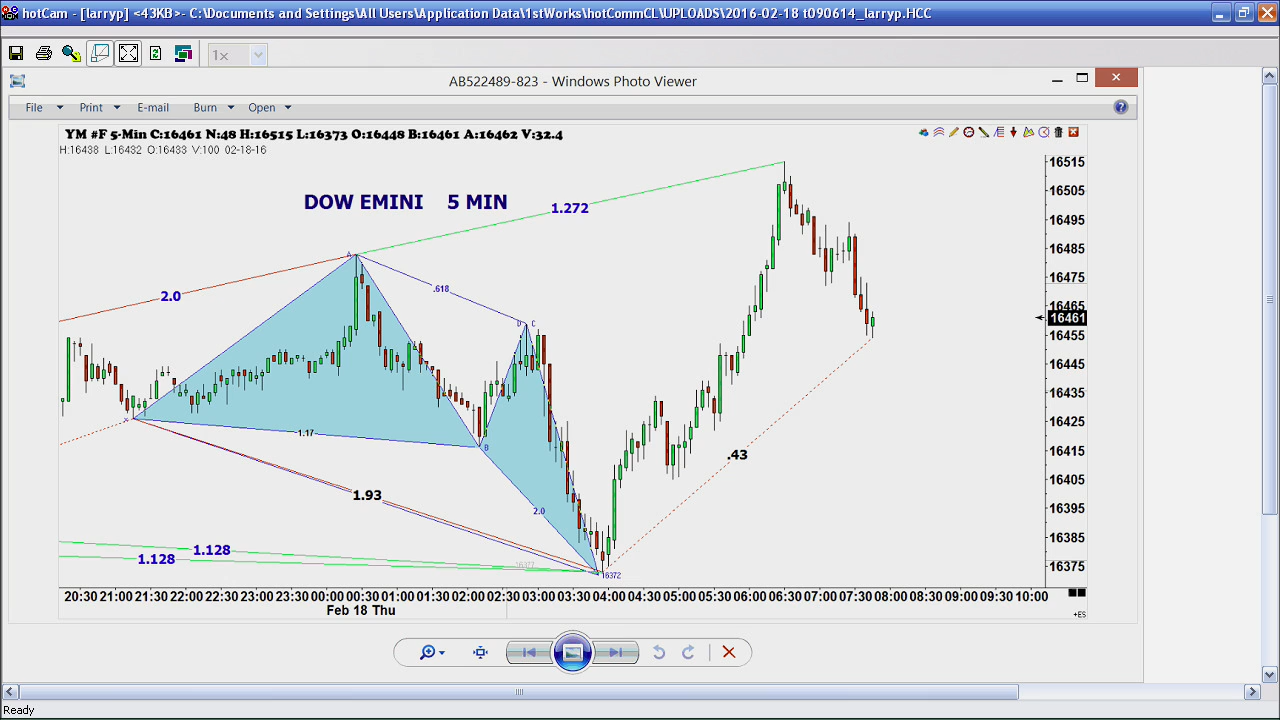 hotCam - [larryp] <43KB>- C:\Documents and Settings\All Users\Application Data\1stWorks\hotCommCL\UPLOADS\2016-02-18 t090614_larryp.HCC
1x
AB522489-823 - Windows Photo Viewer
File Print E-mail Burn Open
YM #F 5-Min C:16461 N:48 H:16515 L:16373 O:16448 B:16461 A:16462 V:32.4
H:16438 L:16432 O:16433 V:100 02-18-16
DOW EMINI 5 MIN
1.272
2.0
A
.618
D C
X
1.17
B
.43
1.93
2.0
1.128
1.128
16372
16515
16505
16495
16485
16475
16465
16461
16455
16445
16435
16425
16415
16405
16395
16385
16375
20:30 21:00 21:30 22:00 22:30 23:00 23:30 00:00 00:30 01:00 01:30 02:00 02:30 03:00 03:30 04:00 04:30 05:00 05:30 06:00 06:30 07:00 07:30 08:00 08:30 09:00 09:30 10:00
Feb 18 Thu
+ES
Ready